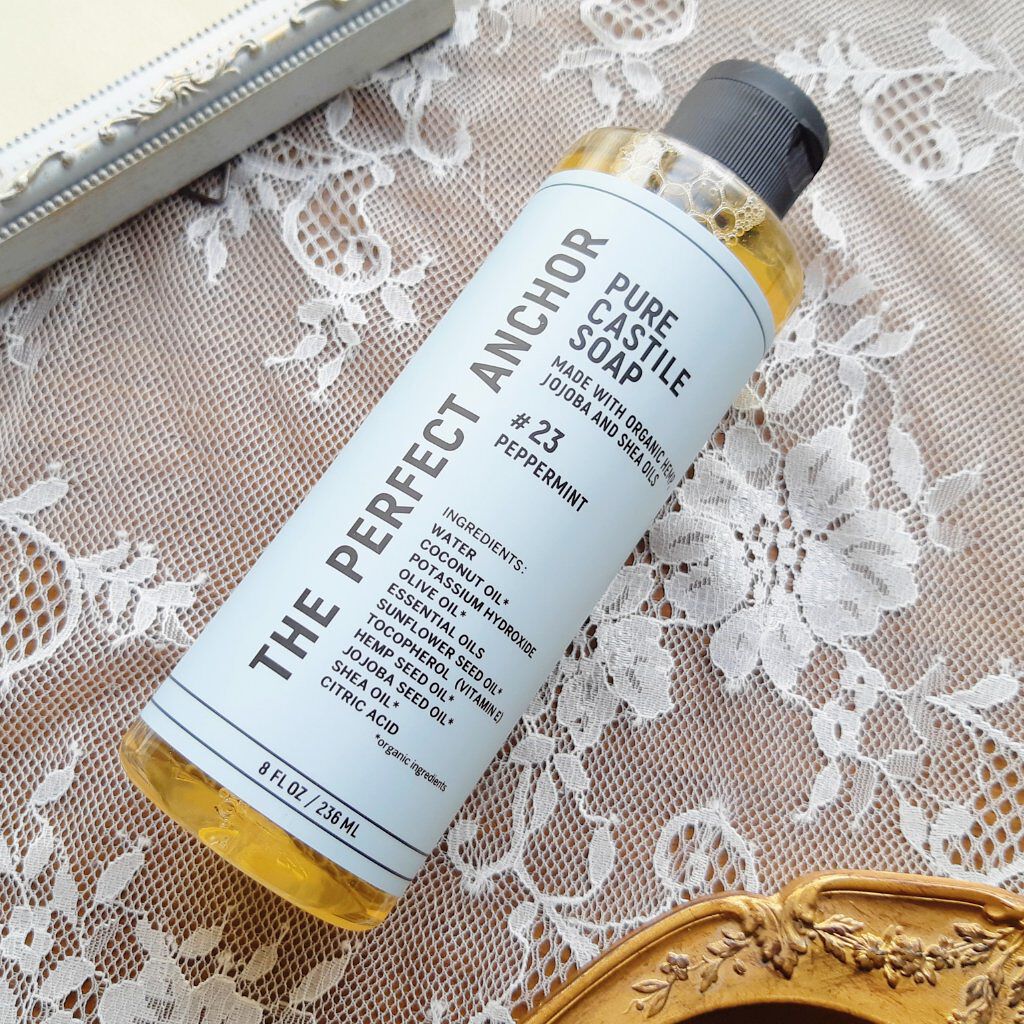 THE PERFECT ANCHOR
PURE
CASTILE
SOAP
MADE WITH ORGANIC HEMP
JOJOBA AND SHEA OILS
# 23
PEPPERMINT
INGREDIENTS:
WATER
COCONUT OIL*
POTASSIUM HYDROXIDE
OLIVE OIL*
ESSENTIAL OILS
SUNFLOWER SEED OIL*
TOCOPHEROL (VITAMIN E)
HEMP SEED OIL*
JOJOBA SEED OIL*
SHEA OIL*
CITRIC ACID
*organic ingredients
8 FL OZ / 236 ML